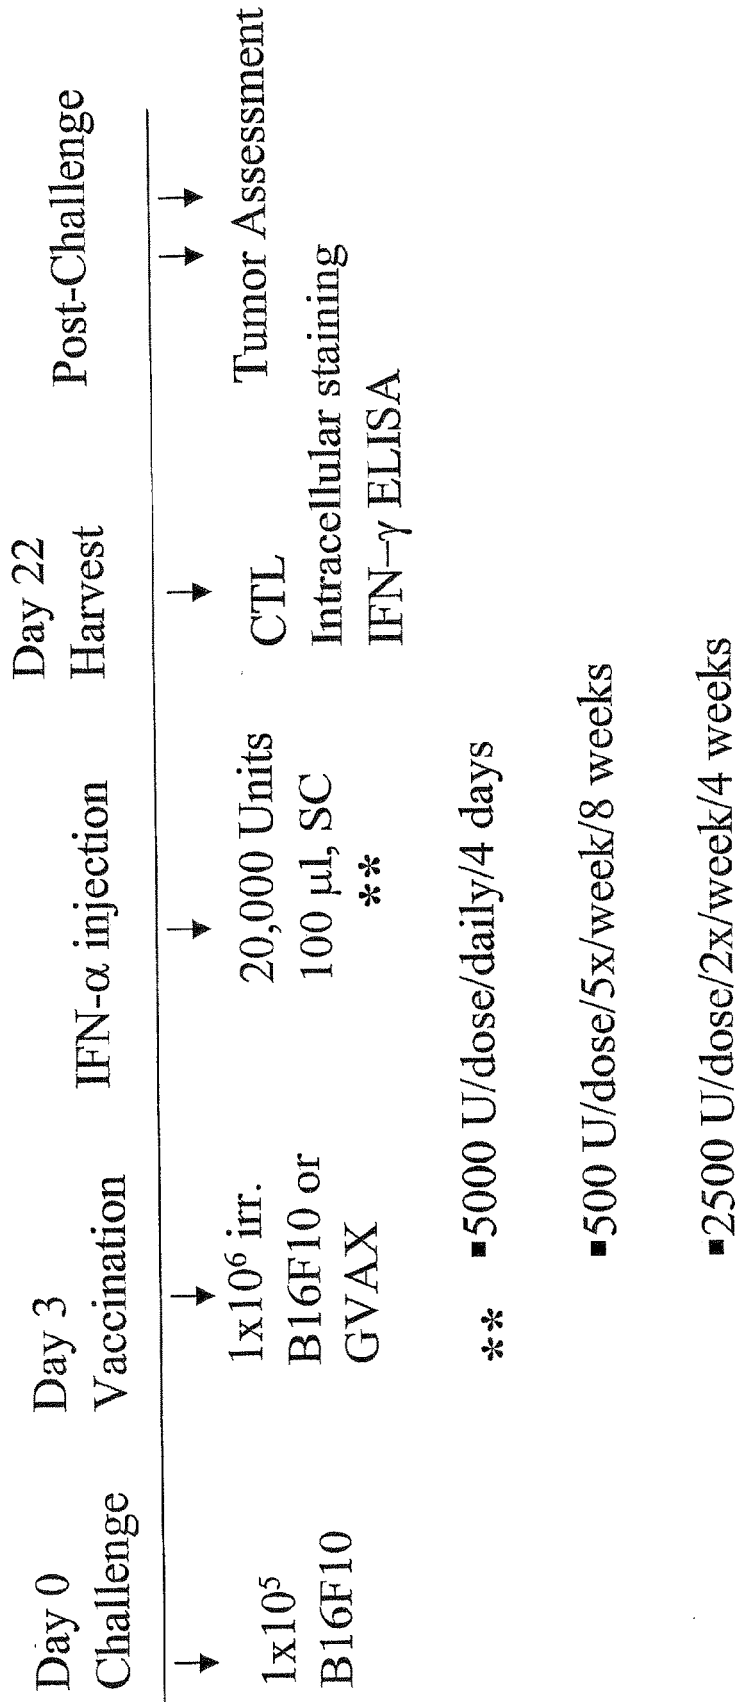 Day 0
Challenge
1x10⁵
B16F10
Day 3
Vaccination
1x10⁶ irr.
B16F10 or
GVAX
IFN-α injection
20,000 Units
100 µl, SC
**
Day 22
Harvest
CTL
Intracellular staining
IFN–γ ELISA
Post-Challenge
Tumor Assessment
** ▪5000 U/dose/daily/4 days
▪500 U/dose/5x/week/8 weeks
▪2500 U/dose/2x/week/4 weeks